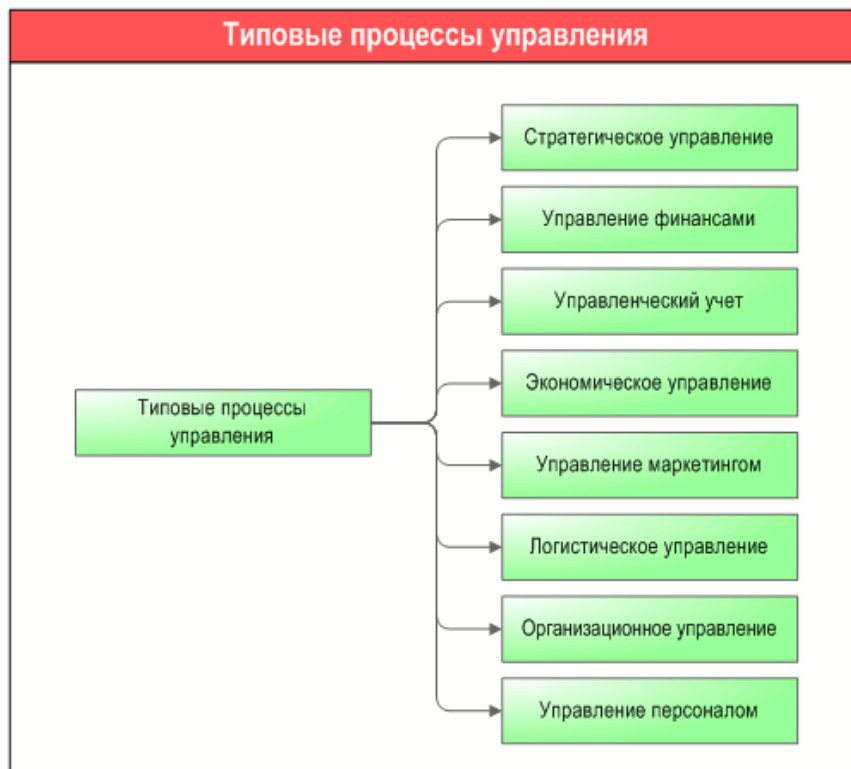 Типовые процессы управления
Стратегическое управление
Управление финансами
Управленческий учет
Экономическое управление
Типовые процессы
управления
Управление маркетингом
Логистическое управление
Организационное управление
Управление персоналом